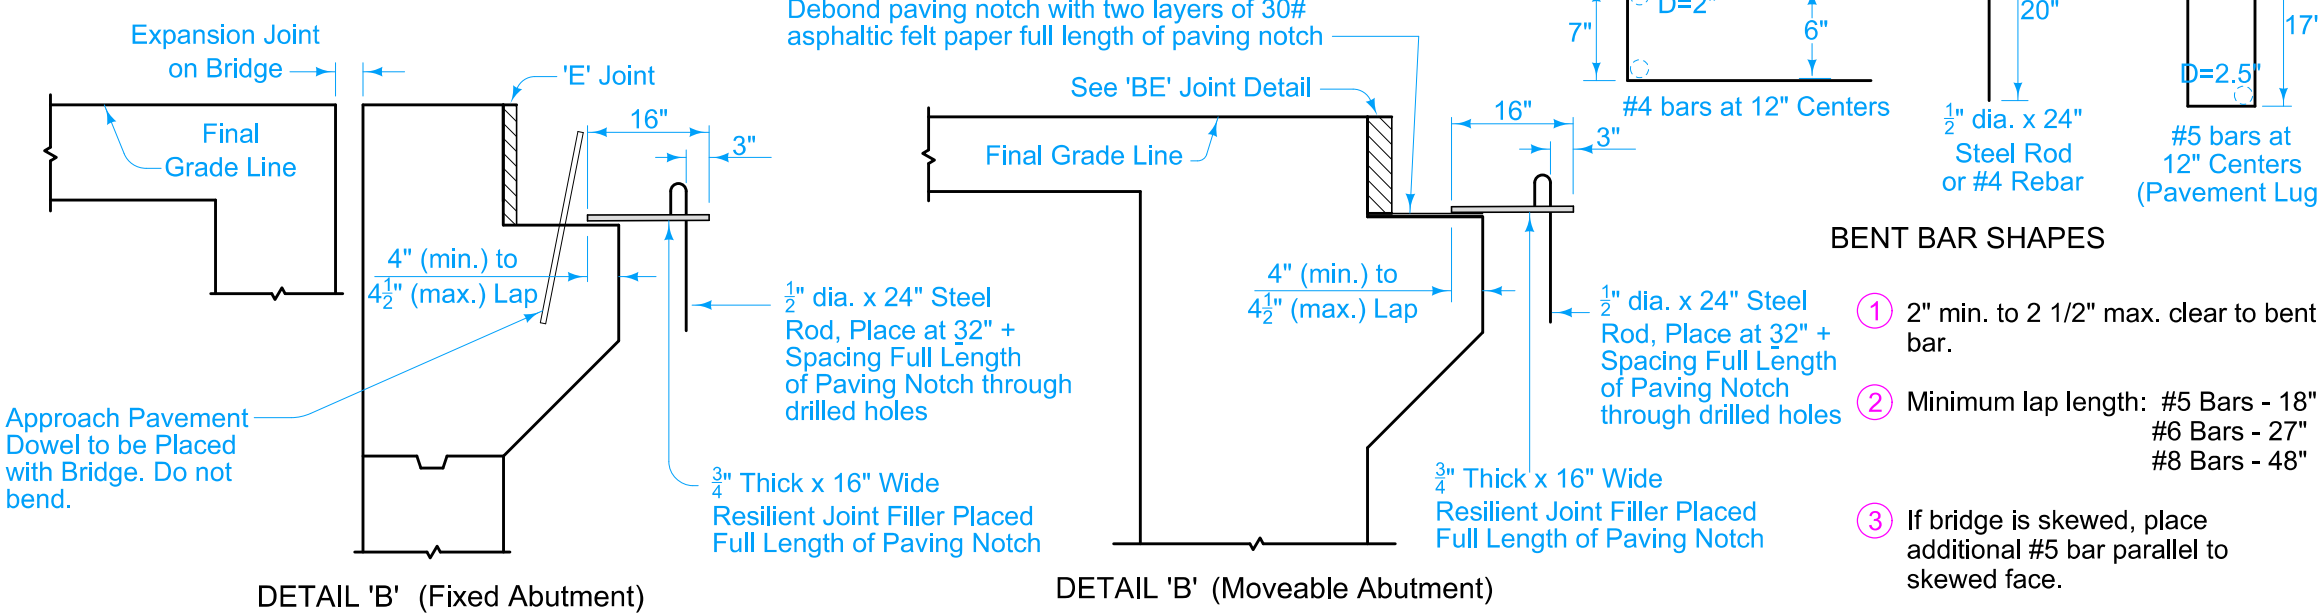 Expansion Joint
on Bridge
'E' Joint
16"
3"
Final
Grade Line
4" (min.) to
4 1/2" (max.) Lap
Approach Pavement
Dowel to be Placed
with Bridge. Do not
bend.
1/2" dia. x 24" Steel
Rod, Place at 32" ±
Spacing Full Length
of Paving Notch through
drilled holes
3/4" Thick x 16" Wide
Resilient Joint Filler Placed
Full Length of Paving Notch
DETAIL 'B' (Fixed Abutment)
Debond paving notch with two layers of 30#
asphaltic felt paper full length of paving notch
See 'BE' Joint Detail
16"
3"
Final Grade Line
4" (min.) to
4 1/2" (max.) Lap
1/2" dia. x 24" Steel
Rod, Place at 32" ±
Spacing Full Length
of Paving Notch
through drilled holes
3/4" Thick x 16" Wide
Resilient Joint Filler Placed
Full Length of Paving Notch
DETAIL 'B' (Moveable Abutment)
D=2"
7"
6"
#4 bars at 12" Centers
20"
1/2" dia. x 24"
Steel Rod
or #4 Rebar
17"
D=2.5"
#5 bars at
12" Centers
(Pavement Lug
BENT BAR SHAPES
1 2" min. to 2 1/2" max. clear to bent
bar.
2 Minimum lap length: #5 Bars - 18"
#6 Bars - 27"
#8 Bars - 48"
3 If bridge is skewed, place
additional #5 bar parallel to
skewed face.